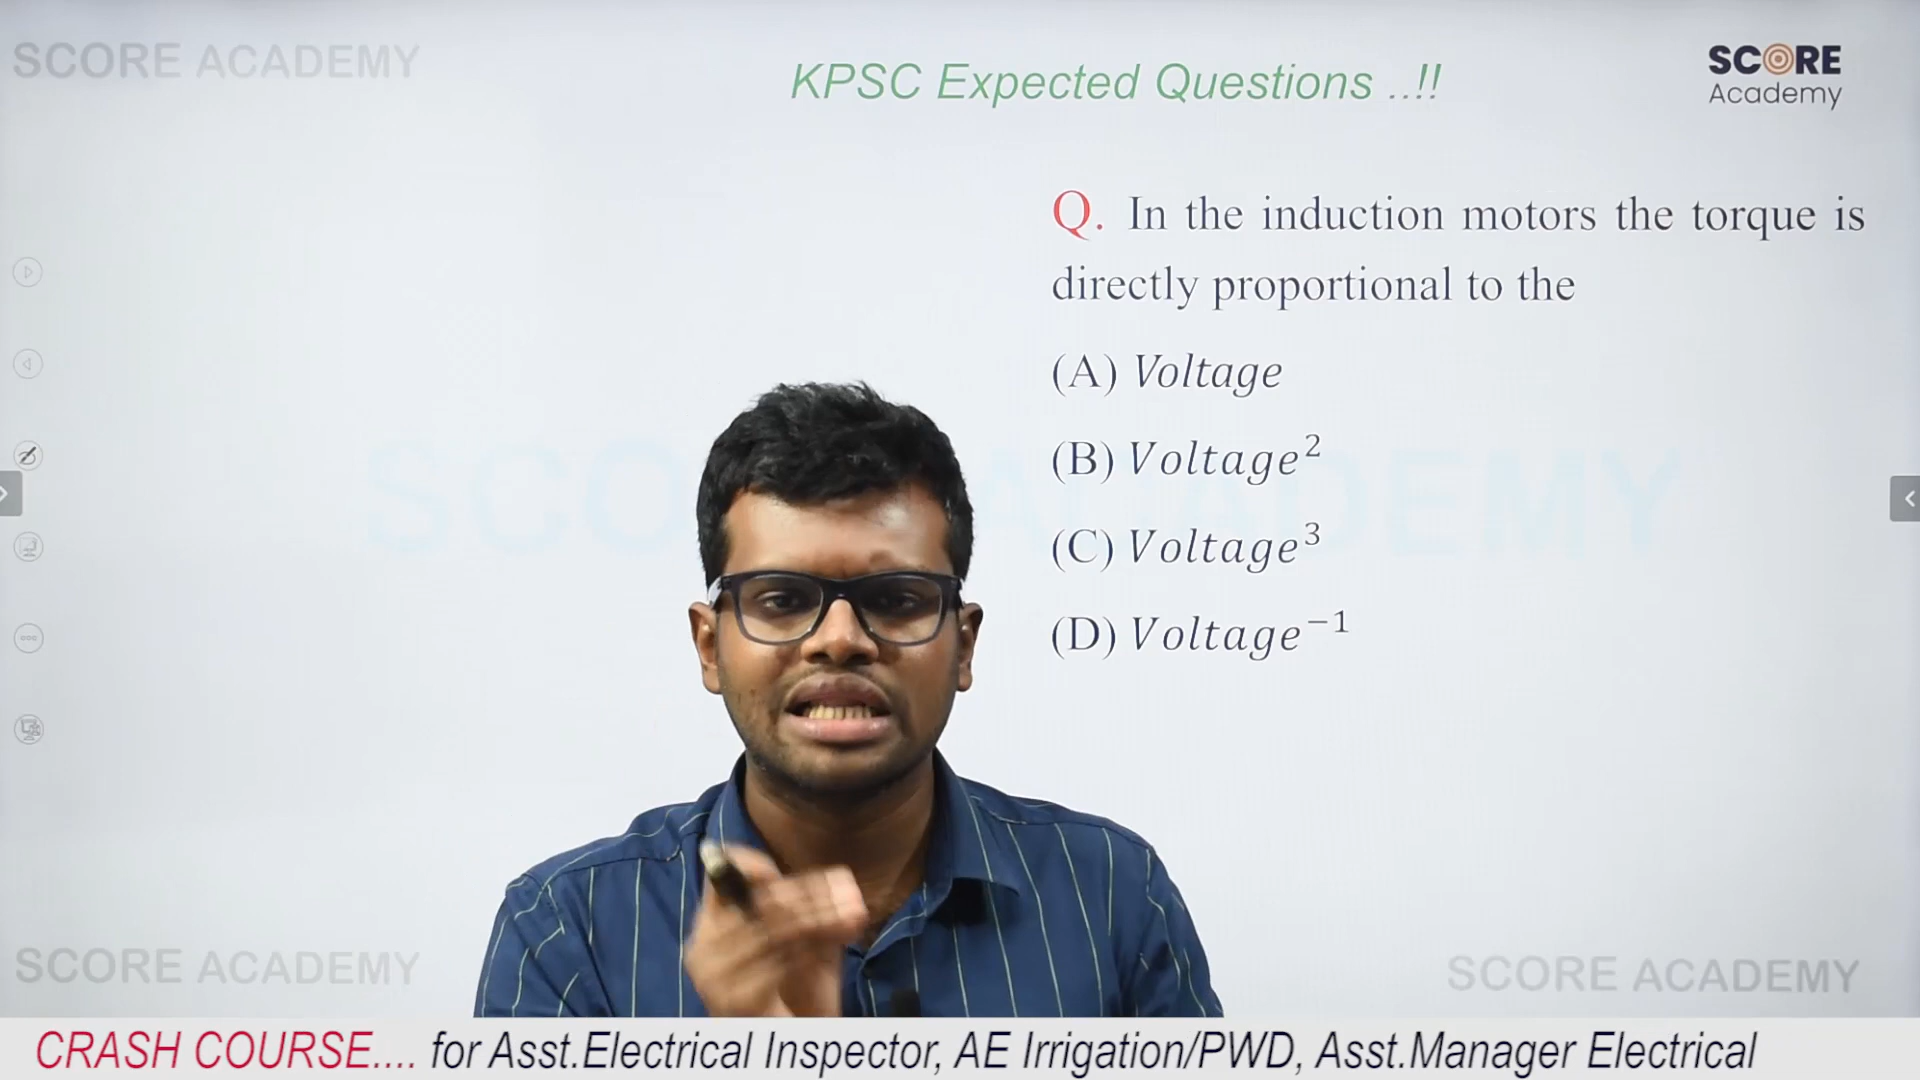 SCORE ACADEMY
KPSC Expected Questions ..!!
SCORE
Academy
Q. In the induction motors the torque is
directly proportional to the
(A) Voltage
(B) Voltage²
(C) Voltage³
(D) Voltage⁻¹
SCORE ACADEMY
SCORE ACADEMY
SCORE ACADEMY
CRASH COURSE.... for Asst.Electrical Inspector, AE Irrigation/PWD, Asst.Manager Electrical